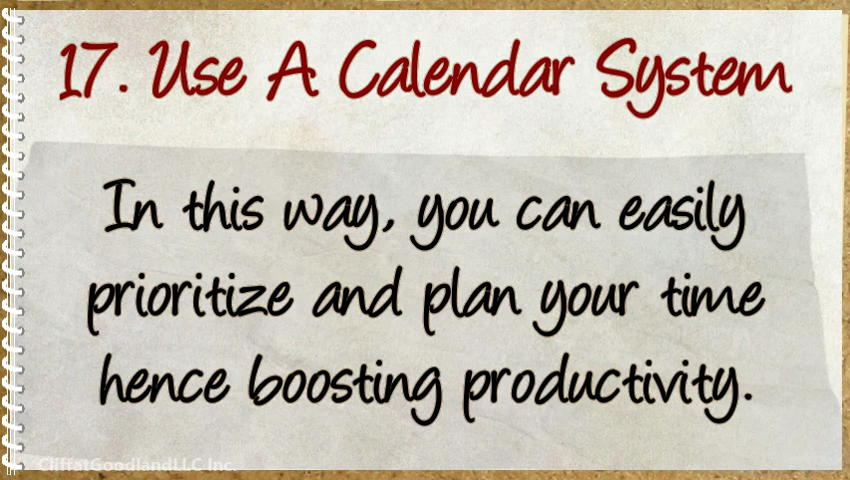 17. Use A Calendar System
In this way, you can easily
prioritize and plan your time
hence boosting productivity.
CliffatGoodlandLLC Inc.